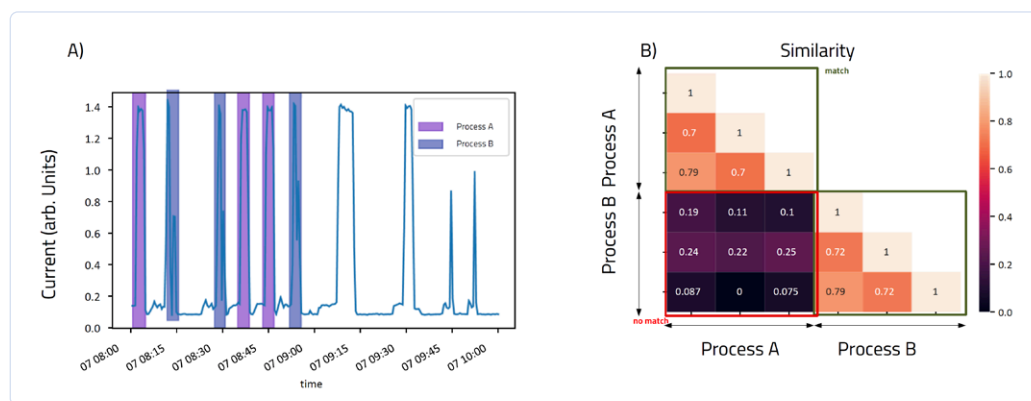 A)
Current (arb. Units)
1.4
1.2
1.0
0.8
0.6
0.4
0.2
0.0
Process A
Process B
07 08:00
07 08:15
07 08:30
07 08:45
07 09:00
07 09:15
07 09:30
07 09:45
07 10:00
time
B)
Similarity
match
Process A
Process B
1
0.7 1
0.79 0.7 1
0.19 0.11 0.1 1
0.24 0.22 0.25 0.72 1
0.087 0 0.075 0.79 0.72 1
no match
Process A Process B
1.0
0.8
0.6
0.4
0.2
0.0